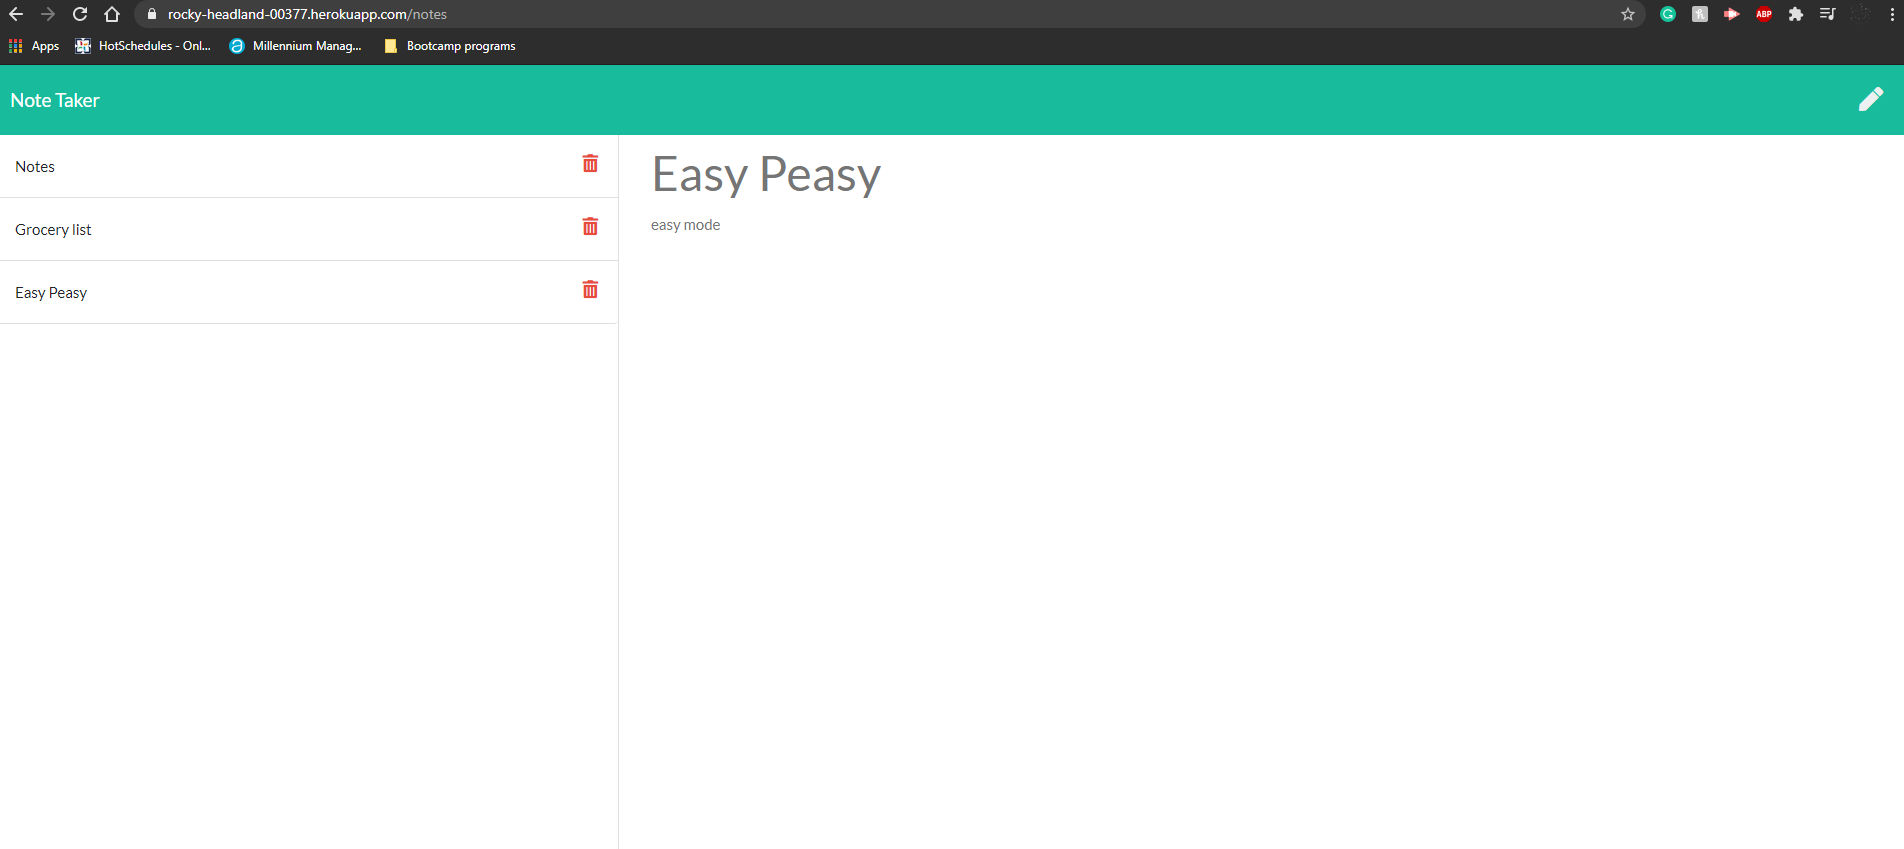 rocky-headland-00377.herokuapp.com/notes
ABP
Apps
HotSchedules - Onl...
Millennium Manag...
Bootcamp programs
Note Taker
Notes
Grocery list
Easy Peasy
Easy Peasy
easy mode